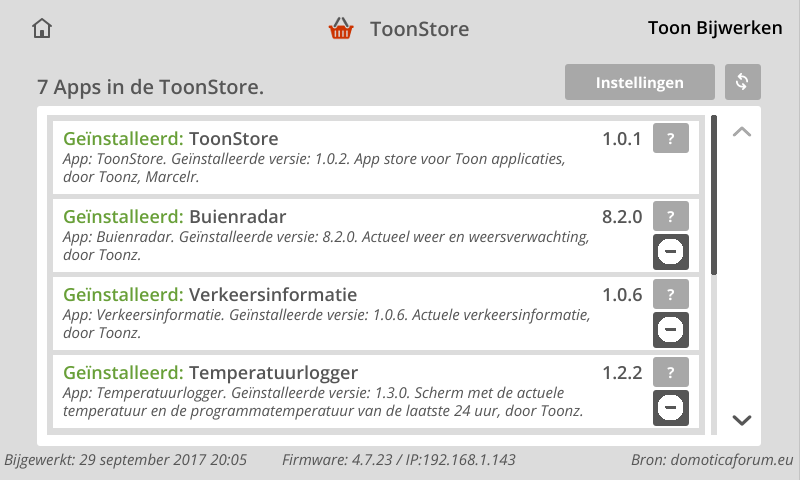 ToonStore
Toon Bijwerken
7 Apps in de ToonStore.
Instellingen
Geïnstalleerd: ToonStore 1.0.1 ?
App: ToonStore. Geïnstalleerde versie: 1.0.2. App store voor Toon applicaties,
door Toonz, Marcelr.
Geïnstalleerd: Buienradar 8.2.0 ?
App: Buienradar. Geïnstalleerde versie: 8.2.0. Actueel weer en weersverwachting,
door Toonz.
Geïnstalleerd: Verkeersinformatie 1.0.6 ?
App: Verkeersinformatie. Geïnstalleerde versie: 1.0.6. Actuele verkeersinformatie,
door Toonz.
Geïnstalleerd: Temperatuurlogger 1.2.2 ?
App: Temperatuurlogger. Geïnstalleerde versie: 1.3.0. Scherm met de actuele
temperatuur en de programmatemperatuur van de laatste 24 uur, door Toonz.
Bijgewerkt: 29 september 2017 20:05 Firmware: 4.7.23 / IP:192.168.1.143 Bron: domoticaforum.eu